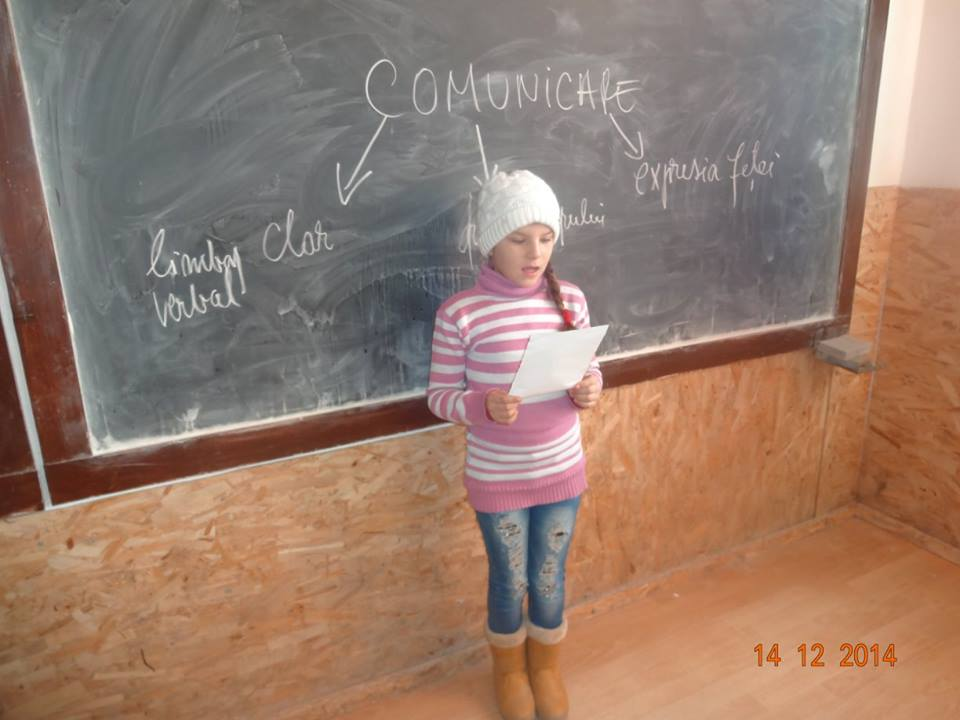 COMUNICARE
expresia feței
limbaj Clar
verbal
14 12 2014